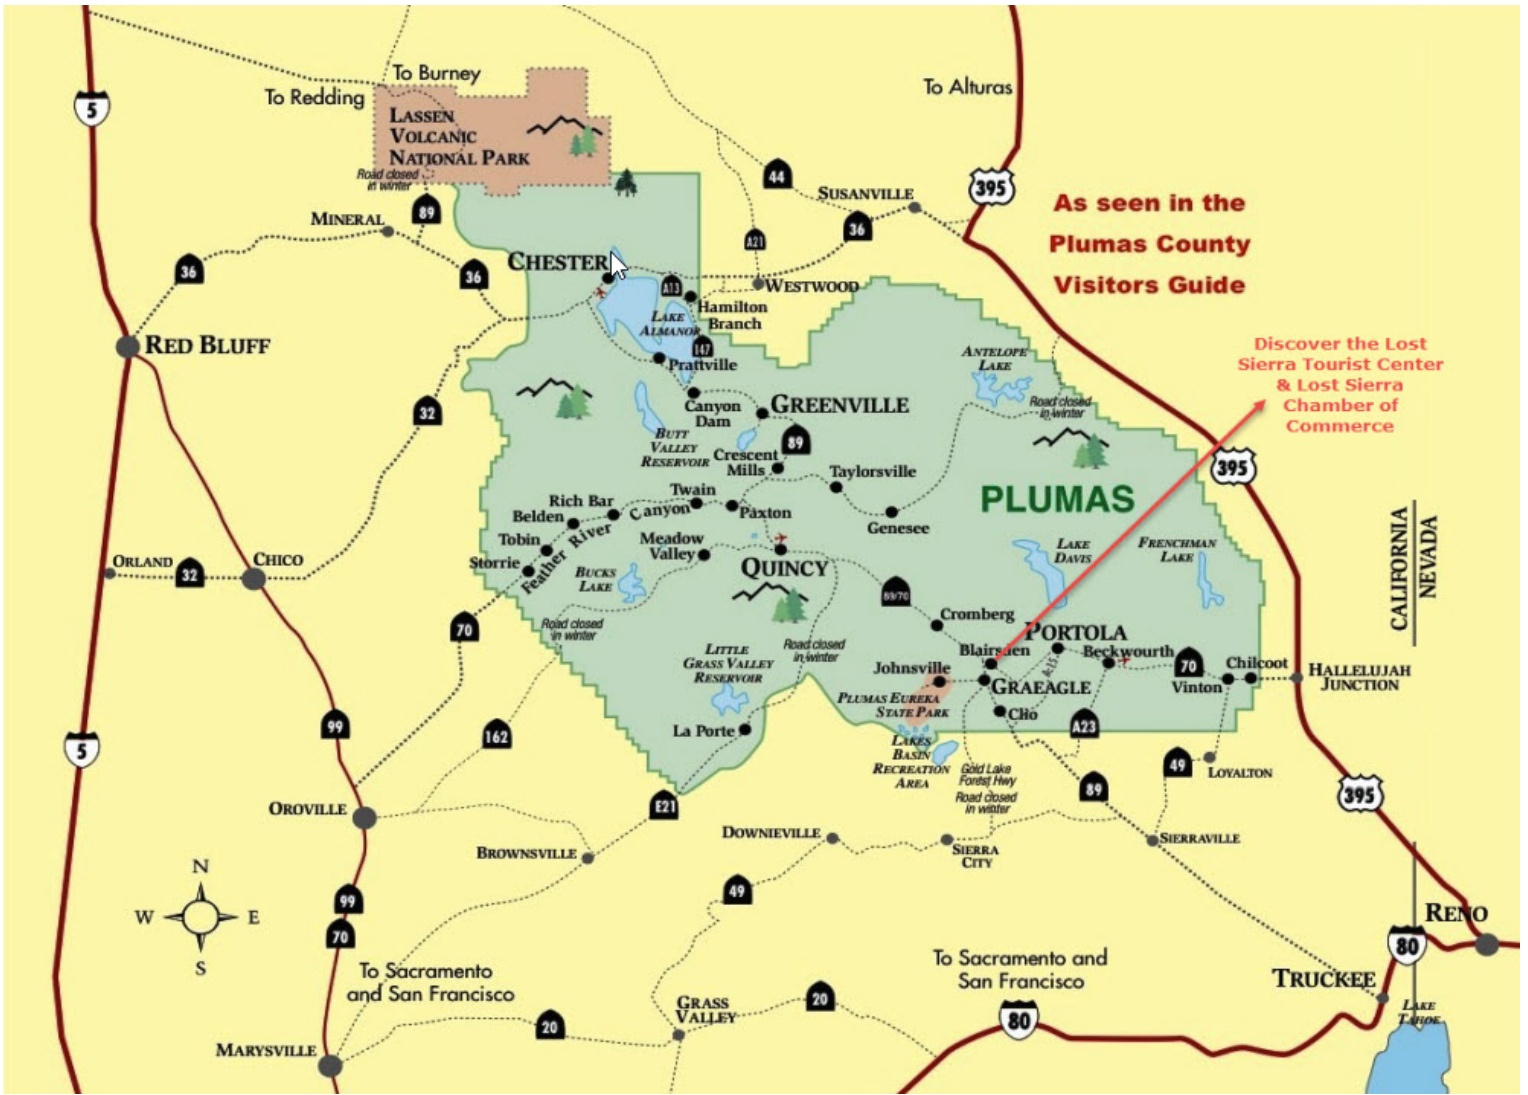 To Burney
To Redding
To Alturas
5
LASSEN
VOLCANIC
NATIONAL PARK
Road closed
in winter
44
395
SUSANVILLE
89
MINERAL
36
A21
As seen in the
Plumas County
Visitors Guide
36
36
CHESTER
A13
WESTWOOD
Hamilton
Branch
LAKE
ALMANOR
147
RED BLUFF
Prattville
ANTELOPE
LAKE
Discover the Lost
Sierra Tourist Center
& Lost Sierra
Chamber of
Commerce
32
Canyon
Dam
GREENVILLE
Road closed
in winter
BUTT
VALLEY
RESERVOIR
89
Crescent
Mills
Taylorsville
395
PLUMAS
Twain
Rich Bar
Belden
Paxton
Genesee
Feather River Canyon
Tobin
Storrie
Meadow
Valley
QUINCY
BUCKS
LAKE
LAKE
DAVIS
FRENCHMAN
LAKE
CALIFORNIA
NEVADA
ORLAND
32
CHICO
89/70
Cromberg
70
Road closed
in winter
Road closed
in winter
PORTOLA
Blairsden
Beckwourth
70
Chilcoot
Vinton
HALLELUJAH
JUNCTION
LITTLE
GRASS VALLEY
RESERVOIR
Johnsville
GRAEAGLE
A-15
PLUMAS EUREKA
STATE PARK
Clio
A23
La Porte
99
162
5
LAKES
BASIN
RECREATION
AREA
Gold Lake
Forest Hwy
Road closed
in winter
49
LOYALTON
89
395
OROVILLE
E21
DOWNIEVILLE
SIERRA
CITY
SIERRAVILLE
BROWNSVILLE
N
W
E
S
99
70
49
RENO
80
To Sacramento
and San Francisco
To Sacramento and
San Francisco
TRUCKEE
LAKE
TAHOE
GRASS
VALLEY
20
20
80
MARYSVILLE